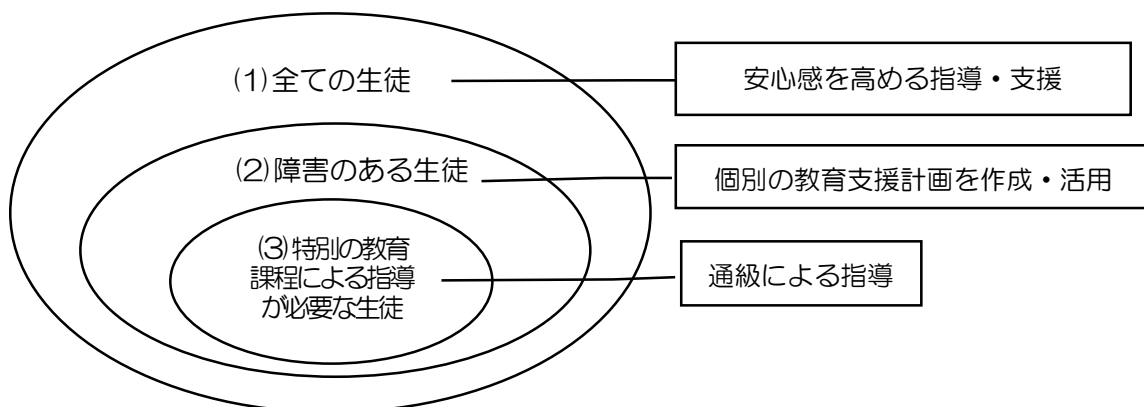 (1)全ての生徒
安心感を高める指導・支援
(2)障害のある生徒
個別の教育支援計画を作成・活用
(3)特別の教育
課程による指導
が必要な生徒
通級による指導